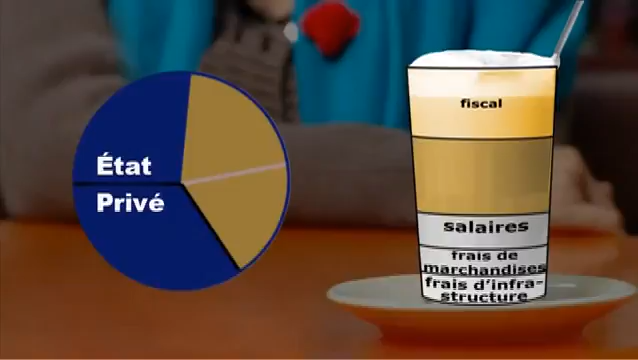 État
Privé
fiscal
salaires
frais de
marchandises
frais d'infra-
structure